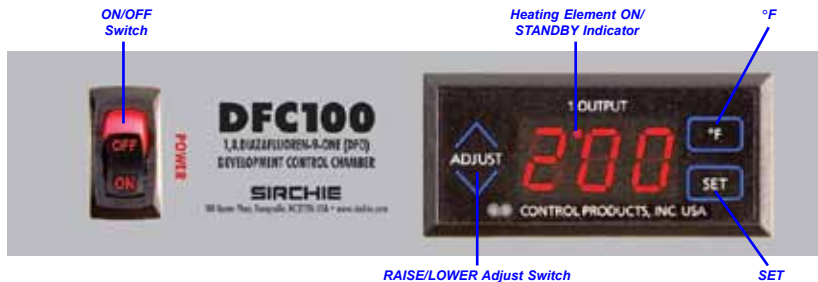 ON/OFF
Switch
Heating Element ON/
STANDBY Indicator
°F
OFF
ON
POWER
DFC100
1,8 DIAZAFLUOREN-9-ONE (DFO)
DEVELOPMENT CONTROL CHAMBER
SIRCHIE
1 OUTPUT
ADJUST
200
°F
SET
CONTROL PRODUCTS, INC. USA
RAISE/LOWER Adjust Switch
SET